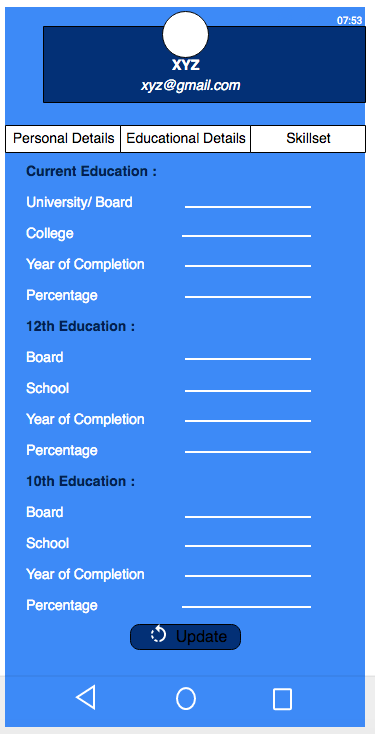 07:53
XYZ
xyz@gmail.com
Personal Details Educational Details Skillset
Current Education :
University/ Board
College
Year of Completion
Percentage
12th Education :
Board
School
Year of Completion
Percentage
10th Education :
Board
School
Year of Completion
Percentage
Update